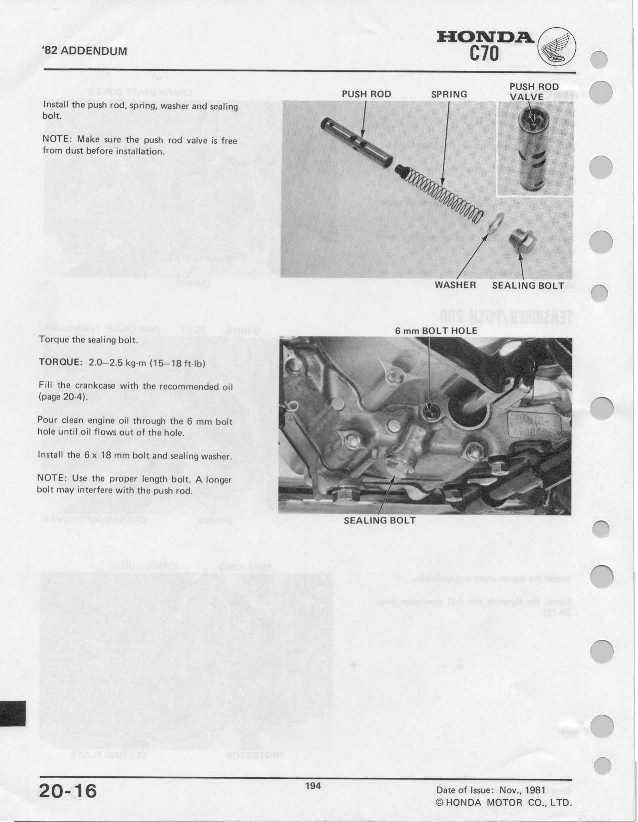 '82 ADDENDUM
HONDA
C70
Install the push rod, spring, washer and sealing
bolt.
NOTE: Make sure the push rod valve is free
from dust before installation.
PUSH ROD
SPRING
PUSH ROD
VALVE
WASHER
SEALING BOLT
Torque the sealing bolt.
TORQUE: 2.0—2.5 kg-m (15—18 ft-lb)
Fill the crankcase with the recommended oil
(page 20-4).
Pour clean engine oil through the 6 mm bolt
hole until oil flows out of the hole.
Install the 6 x 18 mm bolt and sealing washer.
NOTE: Use the proper length bolt. A longer
bolt may interfere with the push rod.
6 mm BOLT HOLE
SEALING BOLT
20-16
194
Date of Issue: Nov., 1981
© HONDA MOTOR CO., LTD.